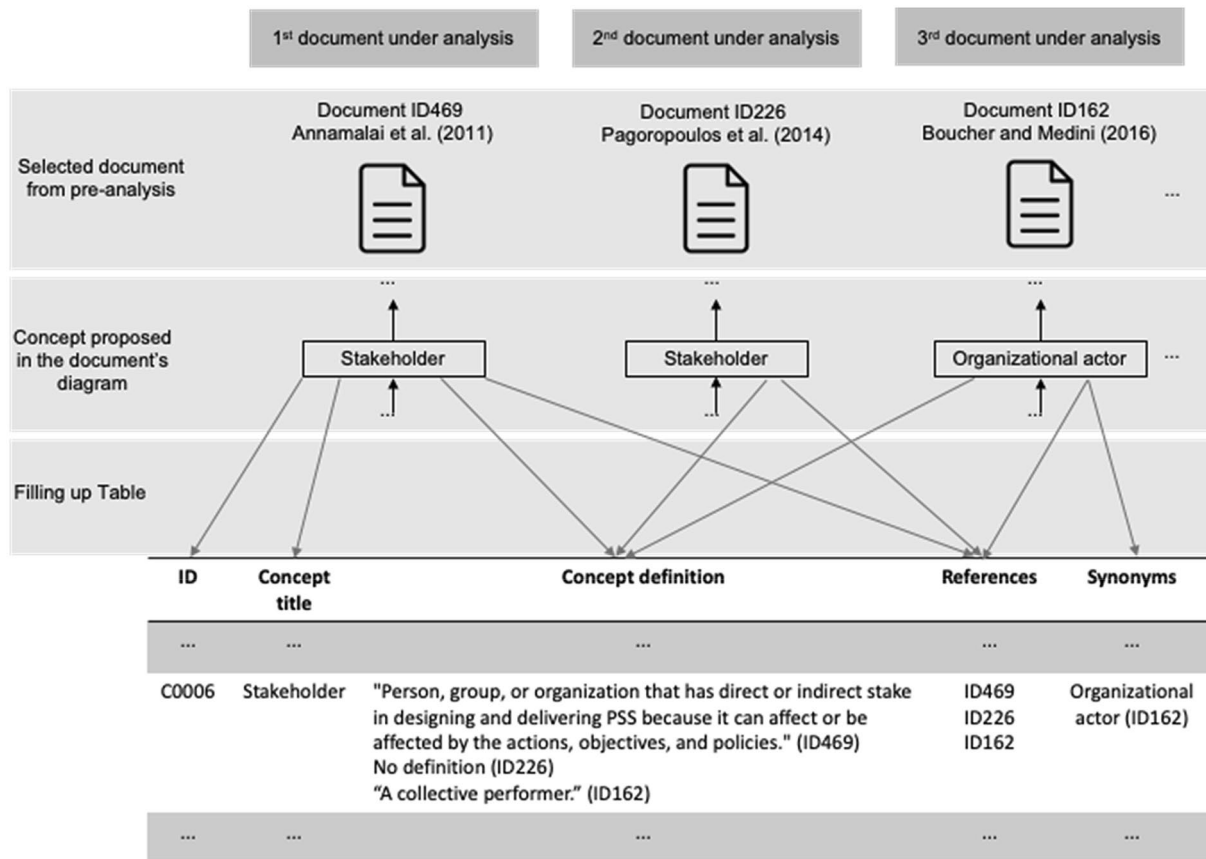 1st document under analysis
2nd document under analysis
3rd document under analysis
Selected document
from pre-analysis
Document ID469
Annamalai et al. (2011)
Document ID226
Pagoropoulos et al. (2014)
Document ID162
Boucher and Medini (2016)
...
Concept proposed
in the document's
diagram
...
Stakeholder
...
...
Stakeholder
...
...
Organizational actor
...
...
Filling up Table
ID
Concept
title
Concept definition
References
Synonyms
...
...
...
...
...
C0006
Stakeholder
"Person, group, or organization that has direct or indirect stake
in designing and delivering PSS because it can affect or be
affected by the actions, objectives, and policies." (ID469)
No definition (ID226)
“A collective performer.” (ID162)
ID469
ID226
ID162
Organizational
actor (ID162)
...
...
...
...
...